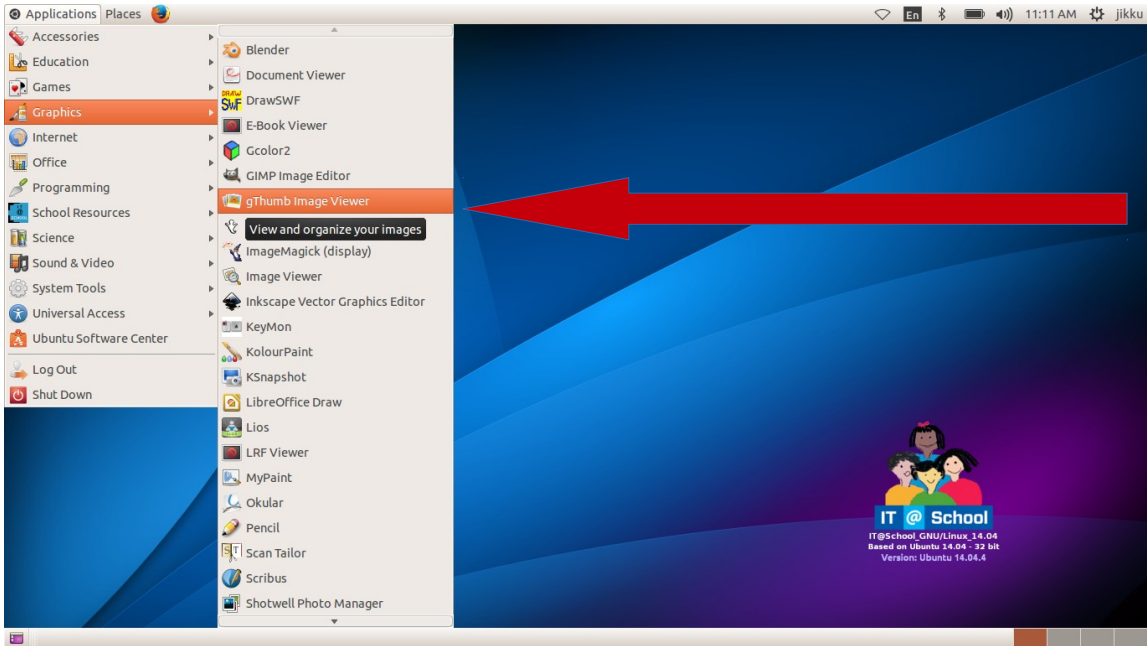 Applications Places En 11:11 AM jikku
Accessories
Education
Games
Graphics
Internet
Office
Programming
School Resources
Science
Sound & Video
System Tools
Universal Access
Ubuntu Software Center
Log Out
Shut Down
Blender
Document Viewer
DrawSWF
E-Book Viewer
Gcolor2
GIMP Image Editor
gThumb Image Viewer
View and organize your images
ImageMagick (display)
Image Viewer
Inkscape Vector Graphics Editor
KeyMon
KolourPaint
KSnapshot
LibreOffice Draw
Lios
LRF Viewer
MyPaint
Okular
Pencil
Scan Tailor
Scribus
Shotwell Photo Manager
IT @ School
IT@School_GNU/Linux_14.04
Based on Ubuntu 14.04 - 32 bit
Version: Ubuntu 14.04.4